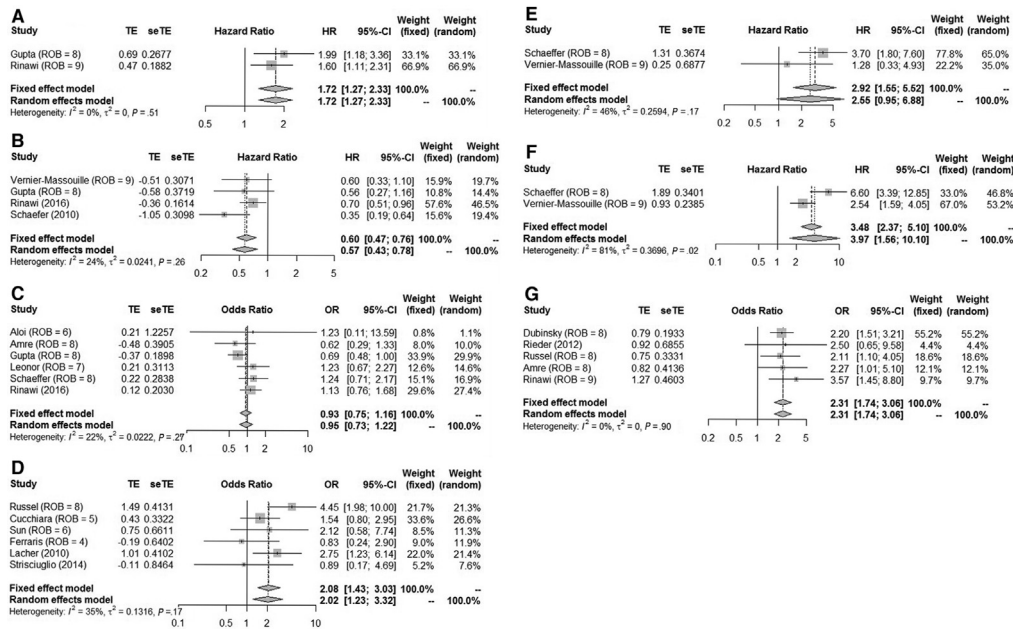 A
Study TE seTE Hazard Ratio HR 95%-CI Weight (fixed) Weight (random)
Gupta (ROB = 8) 0.69 0.2677 1.99 [1.18; 3.36] 33.1% 33.1%
Rinawi (ROB = 9) 0.47 0.1882 1.60 [1.11; 2.31] 66.9% 66.9%
Fixed effect model 1.72 [1.27; 2.33] 100.0% --
Random effects model 1.72 [1.27; 2.33] -- 100.0%
Heterogeneity: I² = 0%, τ² = 0, P = .51
0.5 1 2
B
Study TE seTE Hazard Ratio HR 95%-CI Weight (fixed) Weight (random)
Vernier-Massouille (ROB = 9) -0.51 0.3071 0.60 [0.33; 1.10] 15.9% 19.7%
Gupta (ROB = 8) -0.58 0.3719 0.56 [0.27; 1.16] 10.8% 14.4%
Rinawi (2016) -0.36 0.1614 0.70 [0.51; 0.96] 57.6% 46.5%
Schaefer (2010) -1.05 0.3098 0.35 [0.19; 0.64] 15.6% 19.4%
Fixed effect model 0.60 [0.47; 0.76] 100.0% --
Random effects model 0.57 [0.43; 0.78] -- 100.0%
Heterogeneity: I² = 24%, τ² = 0.0241, P = .26
0.2 0.5 1
C
Study TE seTE Odds Ratio OR 95%-CI Weight (fixed) Weight (random)
Aloi (ROB = 6) 0.21 1.2257 1.23 [0.11; 13.59] 0.8% 1.1%
Amre (ROB = 8) -0.48 0.3905 0.62 [0.29; 1.33] 8.0% 10.0%
Gupta (ROB = 8) -0.37 0.1898 0.69 [0.48; 1.00] 33.9% 29.9%
Leonor (ROB = 7) 0.21 0.3113 1.23 [0.67; 2.27] 12.6% 14.6%
Schaeffer (ROB = 8) 0.22 0.2838 1.24 [0.71; 2.17] 15.1% 16.9%
Rinawi (2016) 0.12 0.2030 1.13 [0.76; 1.68] 29.6% 27.4%
Fixed effect model 0.93 [0.75; 1.16] 100.0% --
Random effects model 0.95 [0.73; 1.22] -- 100.0%
Heterogeneity: I² = 22%, τ² = 0.0222, P = .27
0.1 0.5 1 2 10
D
Study TE seTE Odds Ratio OR 95%-CI Weight (fixed) Weight (random)
Russel (ROB = 8) 1.49 0.4131 4.45 [1.98; 10.00] 21.7% 21.3%
Cucchiara (ROB = 5) 0.43 0.3322 1.54 [0.80; 2.95] 33.6% 26.6%
Sun (ROB = 6) 0.75 0.6611 2.12 [0.58; 7.74] 8.5% 11.3%
Ferraris (ROB = 4) -0.19 0.6402 0.83 [0.24; 2.90] 9.0% 11.9%
Lacher (2010) 1.01 0.4102 2.75 [1.23; 6.14] 22.0% 21.4%
Strisciuglio (2014) -0.11 0.8464 0.89 [0.17; 4.69] 5.2% 7.6%
Fixed effect model 2.08 [1.43; 3.03] 100.0% --
Random effects model 2.02 [1.23; 3.32] -- 100.0%
Heterogeneity: I² = 35%, τ² = 0.1316, P = .17
0.1 0.5 1 2 10
E
Study TE seTE Hazard Ratio HR 95%-CI Weight (fixed) Weight (random)
Schaeffer (ROB = 8) 1.31 0.3674 3.70 [1.80; 7.60] 77.8% 65.0%
Vernier-Massouille (ROB = 9) 0.25 0.6877 1.28 [0.33; 4.93] 22.2% 35.0%
Fixed effect model 2.92 [1.55; 5.52] 100.0% --
Random effects model 2.55 [0.95; 6.88] -- 100.0%
Heterogeneity: I² = 46%, τ² = 0.2594, P = .17
0.2 0.5 1 2 5
F
Study TE seTE Hazard Ratio HR 95%-CI Weight (fixed) Weight (random)
Schaeffer (ROB = 8) 1.89 0.3401 6.60 [3.39; 12.85] 33.0% 46.8%
Vernier-Massouille (ROB = 9) 0.93 0.2385 2.54 [1.59; 4.05] 67.0% 53.2%
Fixed effect model 3.48 [2.37; 5.10] 100.0% --
Random effects model 3.97 [1.56; 10.10] -- 100.0%
Heterogeneity: I² = 81%, τ² = 0.3696, P = .02
0.1 0.5 1 2 10
G
Study TE seTE Odds Ratio OR 95%-CI Weight (fixed) Weight (random)
Dubinsky (ROB = 8) 0.79 0.1933 2.20 [1.51; 3.21] 55.2% 55.2%
Rieder (2012) 0.92 0.6855 2.50 [0.65; 9.58] 4.4% 4.4%
Russel (ROB = 8) 0.75 0.3331 2.11 [1.10; 4.05] 18.6% 18.6%
Amre (ROB = 8) 0.82 0.4136 2.27 [1.01; 5.10] 12.1% 12.1%
Rinawi (ROB = 9) 1.27 0.4603 3.57 [1.45; 8.80] 9.7% 9.7%
Fixed effect model 2.31 [1.74; 3.06] 100.0% --
Random effects model 2.31 [1.74; 3.06] -- 100.0%
Heterogeneity: I² = 0%, τ² = 0, P = .90
0.2 0.5 1 2 5